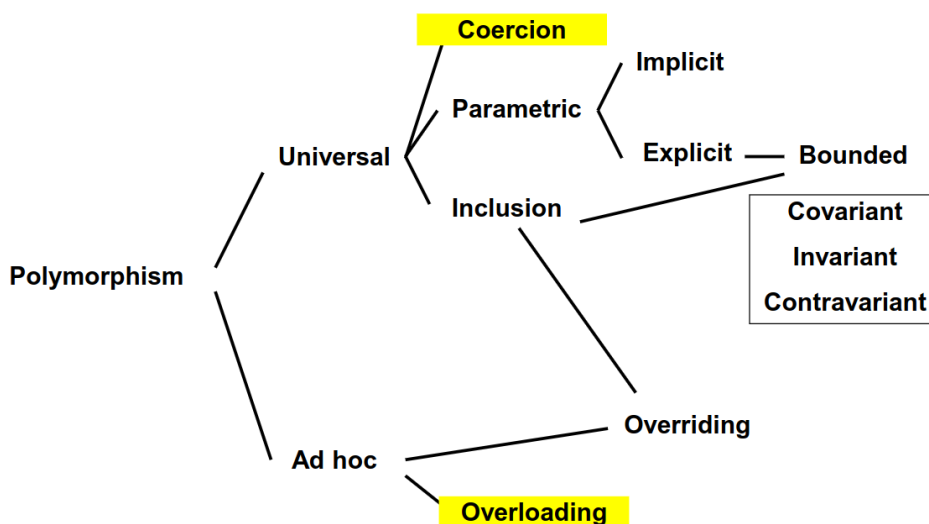 Coercion
Implicit
Parametric
Universal
Explicit
Bounded
Inclusion
Covariant
Invariant
Polymorphism
Contravariant
Overriding
Ad hoc
Overloading